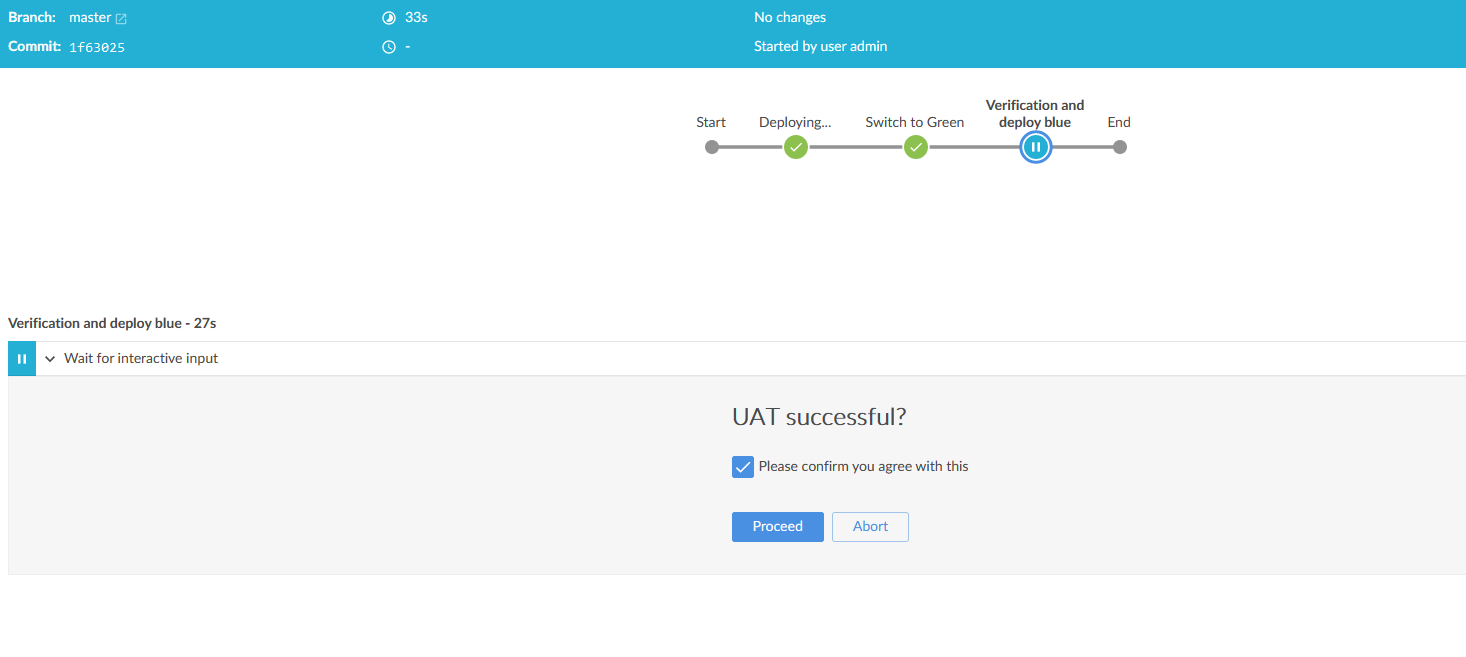 Branch: master 33s No changes
Commit: 1f63025 - Started by user admin
Verification and
Start Deploying... Switch to Green deploy blue End
Verification and deploy blue - 27s
Wait for interactive input
UAT successful?
Please confirm you agree with this
Proceed Abort